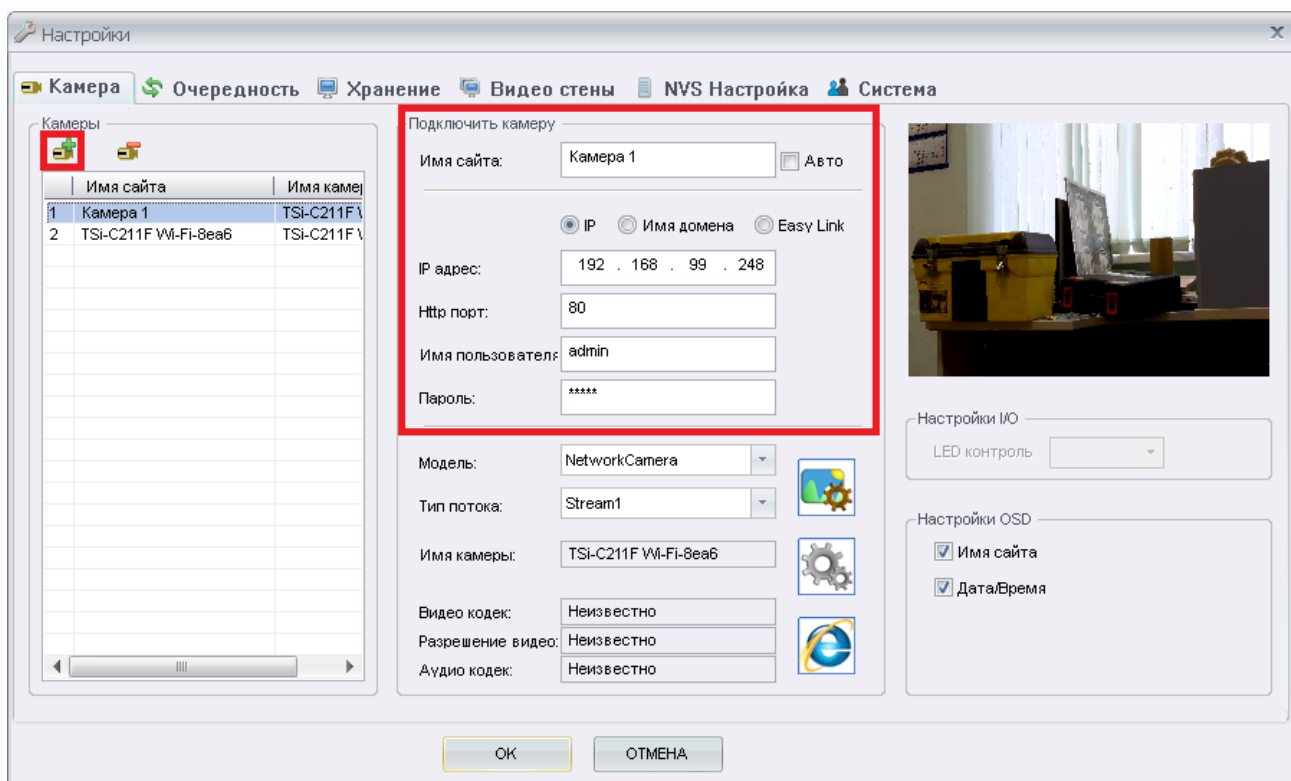 Настройки
Камера Очередность Хранение Видео стены NVS Настройка Система
Камеры
Имя сайта Имя камер
1 Камера 1 TSi-C211F V
2 TSi-C211F Wi-Fi-8ea6 TSi-C211F \
Подключить камеру
Имя сайта: Камера 1 Авто
IP Имя домена Easy Link
IP адрес: 192 . 168 . 99 . 248
Http порт: 80
Имя пользователя admin
Пароль: *****
Модель: NetworkCamera
Тип потока: Stream1
Имя камеры: TSi-C211F Wi-Fi-8ea6
Видео кодек: Неизвестно
Разрешение видео: Неизвестно
Аудио кодек: Неизвестно
Настройки I/O
LED контроль
Настройки OSD
Имя сайта
Дата/Время
OK ОТМЕНА